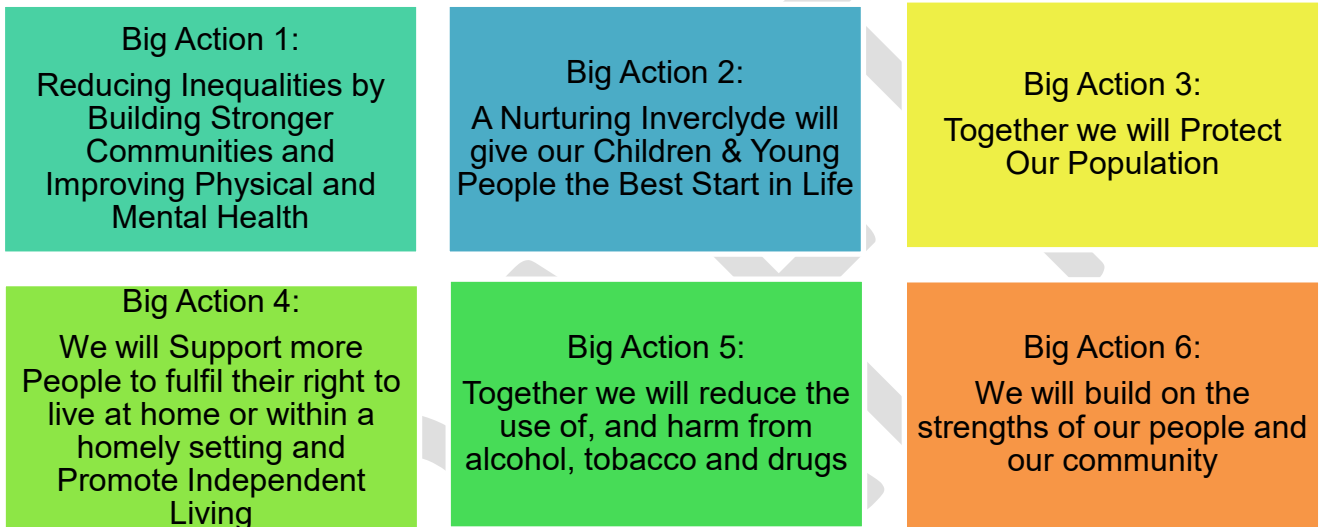 Big Action 1:
Reducing Inequalities by
Building Stronger
Communities and
Improving Physical and
Mental Health
Big Action 2:
A Nurturing Inverclyde will
give our Children & Young
People the Best Start in Life
Big Action 3:
Together we will Protect
Our Population
Big Action 4:
We will Support more
People to fulfil their right to
live at home or within a
homely setting and
Promote Independent
Living
Big Action 5:
Together we will reduce the
use of, and harm from
alcohol, tobacco and drugs
Big Action 6:
We will build on the
strengths of our people and
our community